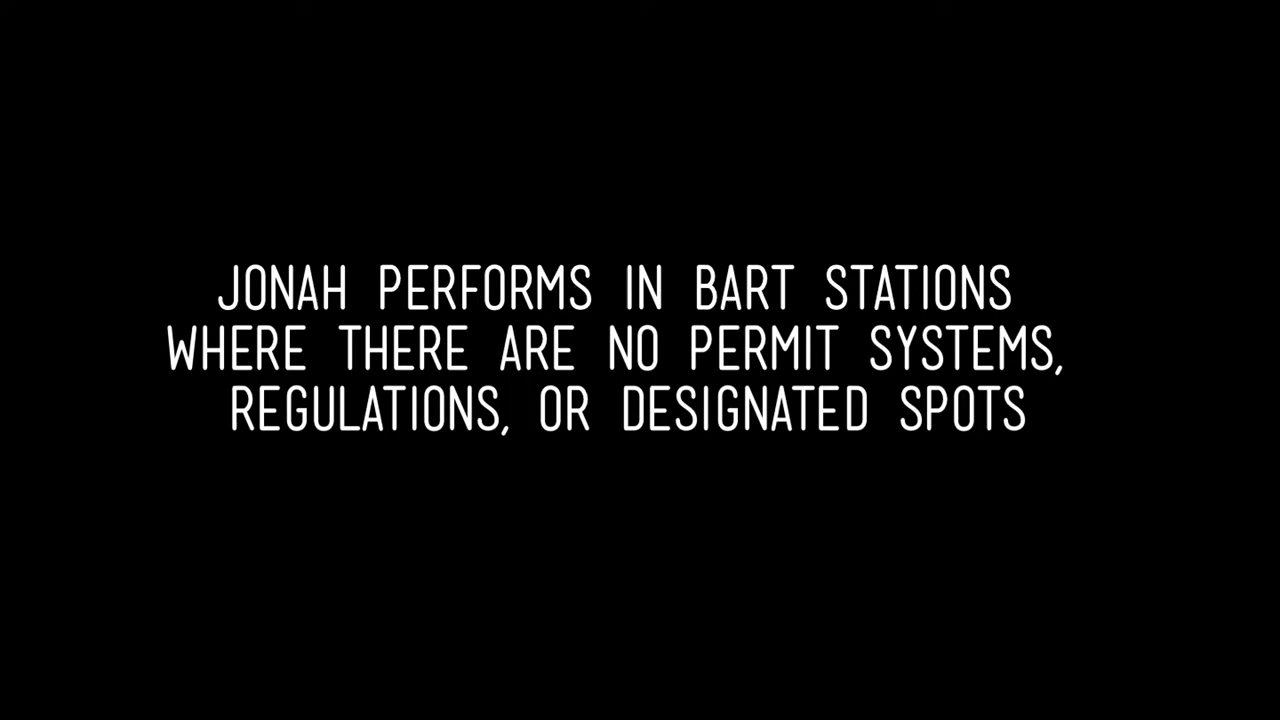 JONAH PERFORMS IN BART STATIONS
WHERE THERE ARE NO PERMIT SYSTEMS,
REGULATIONS, OR DESIGNATED SPOTS